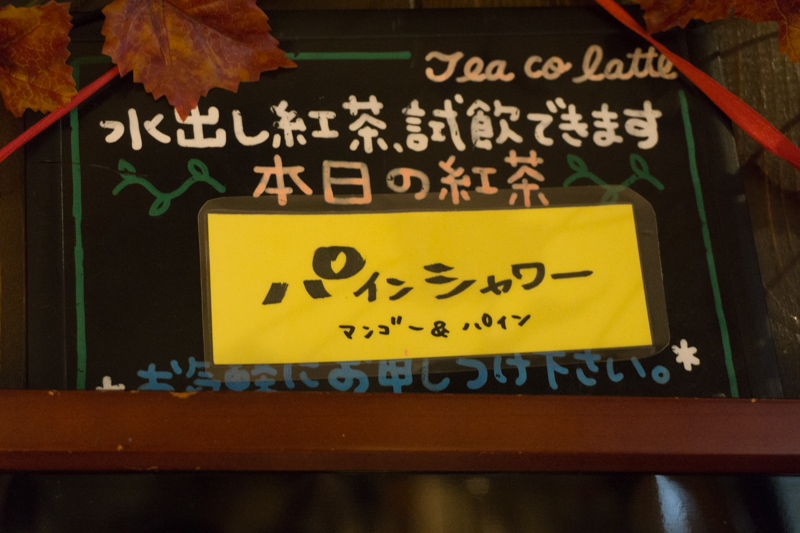 Tea co latte
水出し紅茶、試飲できます
本日の紅茶
パインシャワー
マンゴー&パイン
お気軽にお申しつけ下さい。